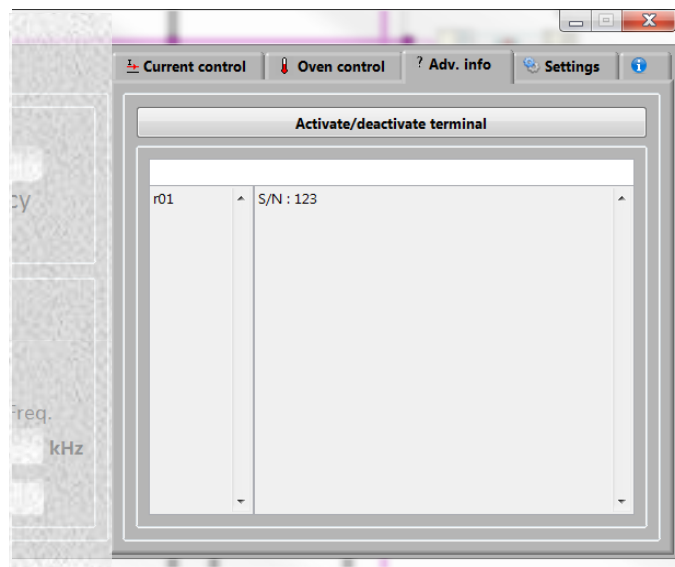 Current control
Oven control
? Adv. info
Settings
Activate/deactivate terminal
r01
S/N : 123
cy
Freq.
kHz